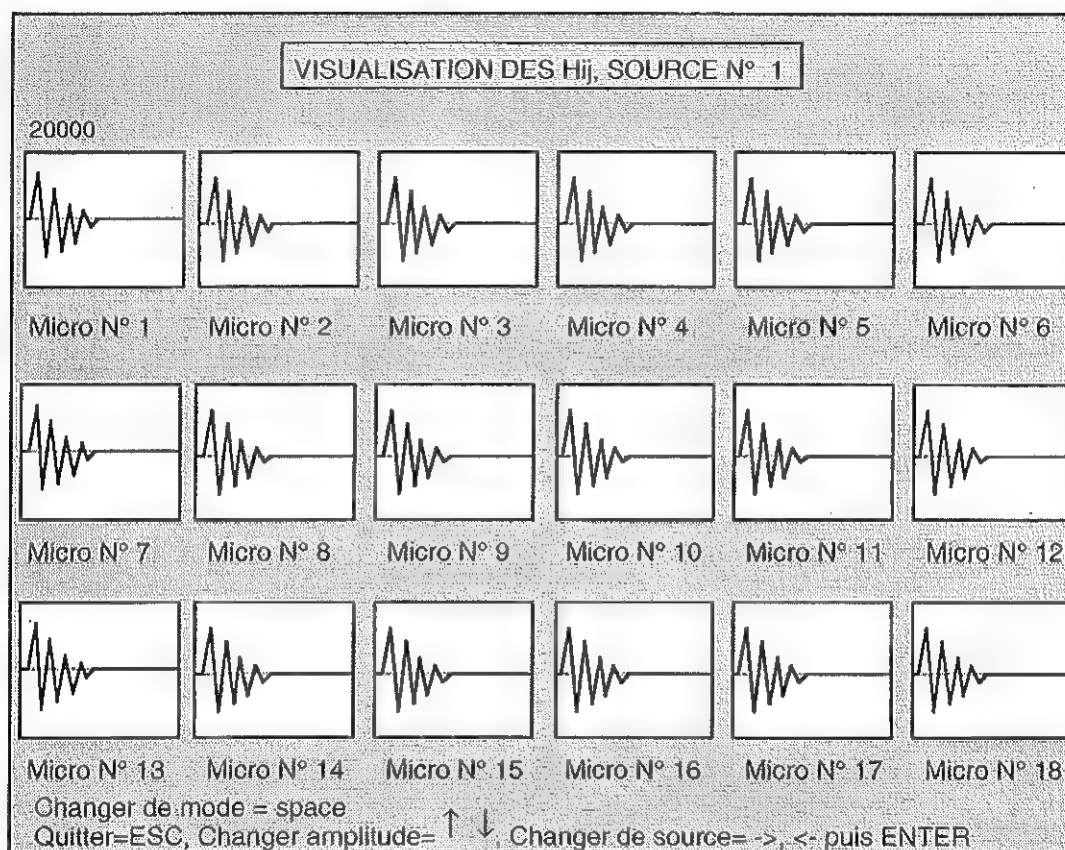 VISUALISATION DES Hij, SOURCE N° 1
20000
Micro N° 1 Micro N° 2 Micro N° 3 Micro N° 4 Micro N° 5 Micro N° 6
Micro N° 7 Micro N° 8 Micro N° 9 Micro N° 10 Micro N° 11 Micro N° 12
Micro N° 13 Micro N° 14 Micro N° 15 Micro N° 16 Micro N° 17 Micro N° 18
Changer de mode = space
Quitter=ESC, Changer amplitude= ↑ ↓, Changer de source= ->, <- puis ENTER